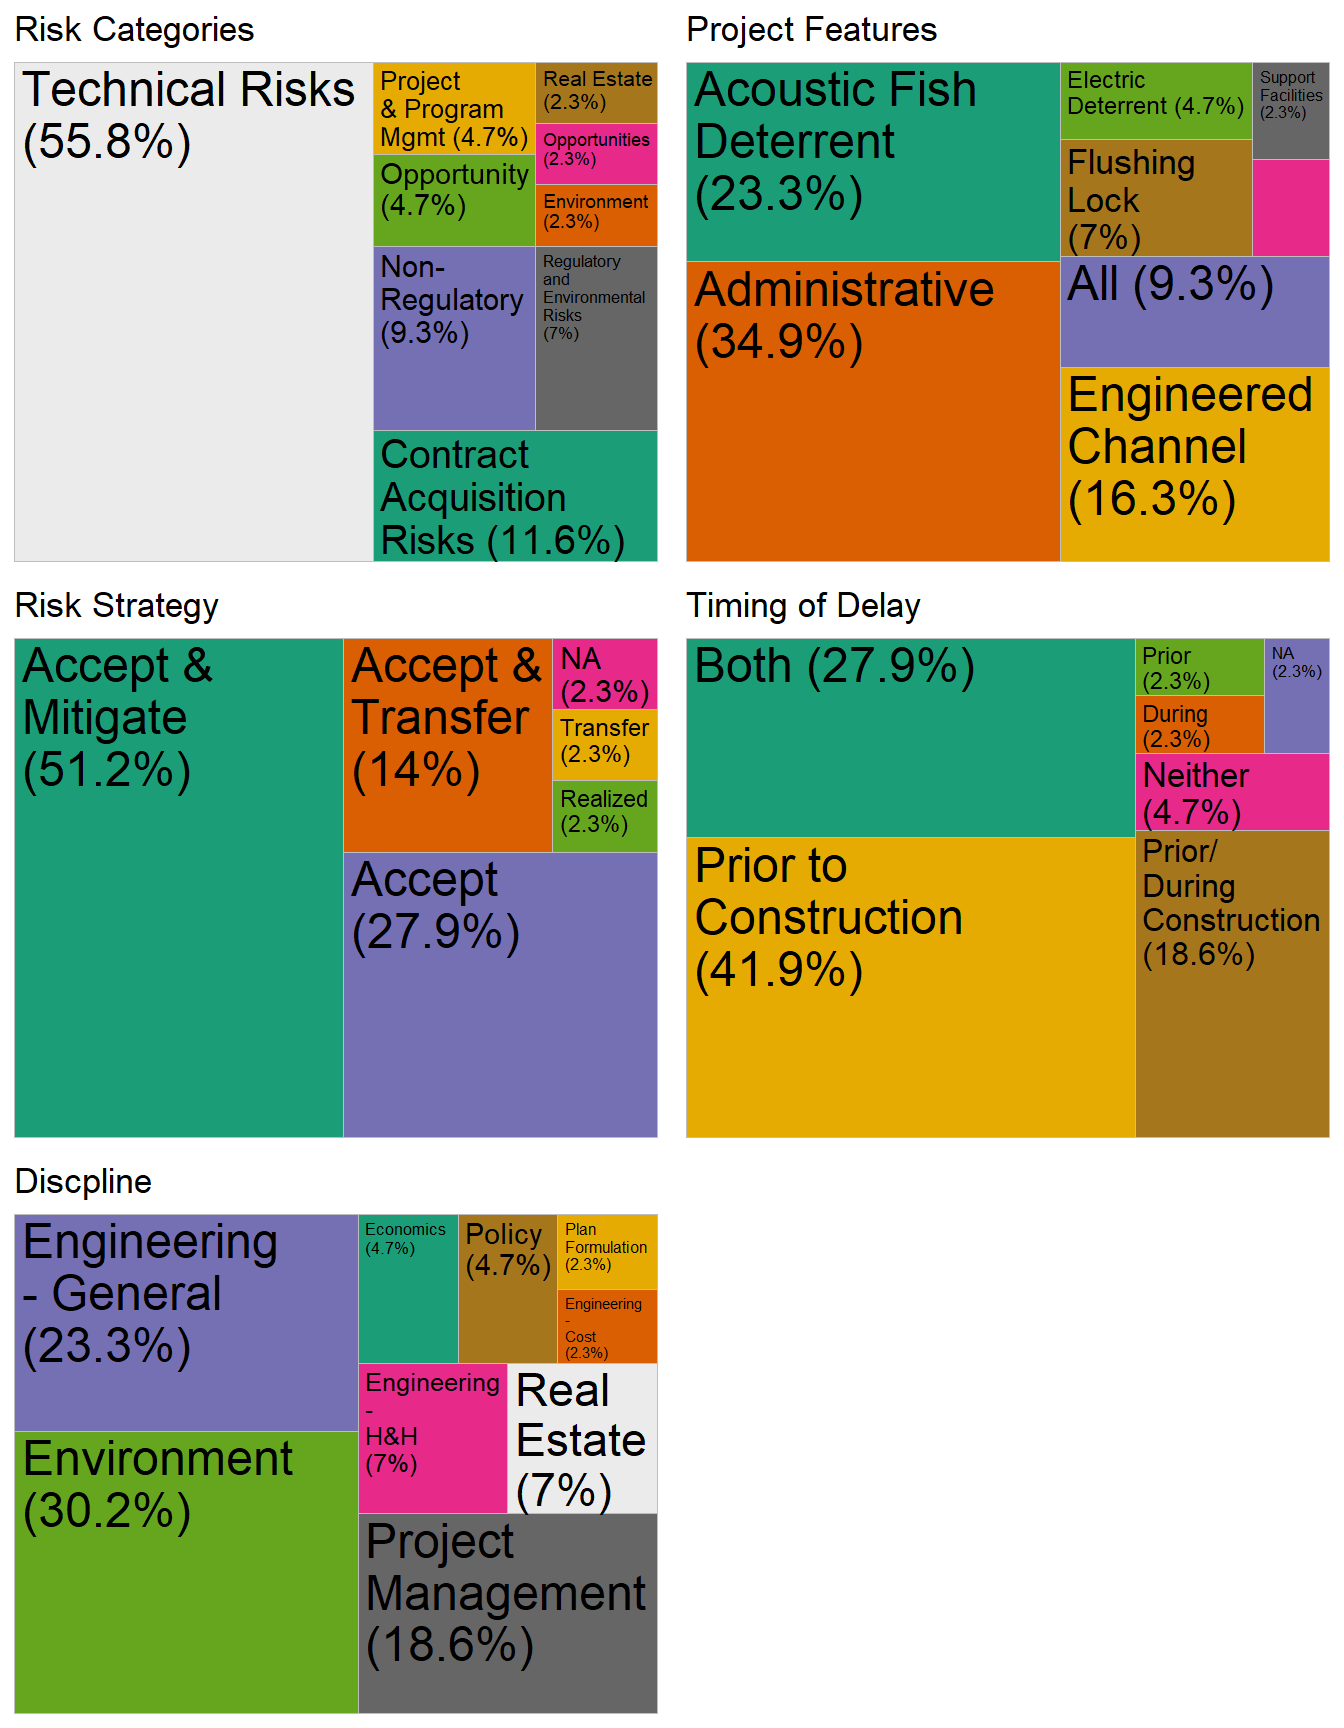 Risk Categories
Technical Risks
(55.8%)
Project
& Program
Mgmt (4.7%)
Real Estate
(2.3%)
Opportunities
(2.3%)
Opportunity
(4.7%)
Environment
(2.3%)
Non-
Regulatory
(9.3%)
Regulatory
and
Environmental
Risks
(7%)
Contract
Acquisition
Risks (11.6%)
Project Features
Acoustic Fish
Deterrent
(23.3%)
Electric
Deterrent (4.7%)
Support
Facilities
(2.3%)
Flushing
Lock
(7%)
Administrative
(34.9%)
All (9.3%)
Engineered
Channel
(16.3%)
Risk Strategy
Accept &
Mitigate
(51.2%)
Accept &
Transfer
(14%)
NA
(2.3%)
Transfer
(2.3%)
Realized
(2.3%)
Accept
(27.9%)
Timing of Delay
Both (27.9%)
Prior
(2.3%)
NA
(2.3%)
During
(2.3%)
Neither
(4.7%)
Prior to
Construction
(41.9%)
Prior/
During
Construction
(18.6%)
Discpline
Engineering
- General
(23.3%)
Economics
(4.7%)
Policy
(4.7%)
Plan
Formulation
(2.3%)
Engineering
-
Cost
(2.3%)
Engineering
-
H&H
(7%)
Real
Estate
(7%)
Environment
(30.2%)
Project
Management
(18.6%)